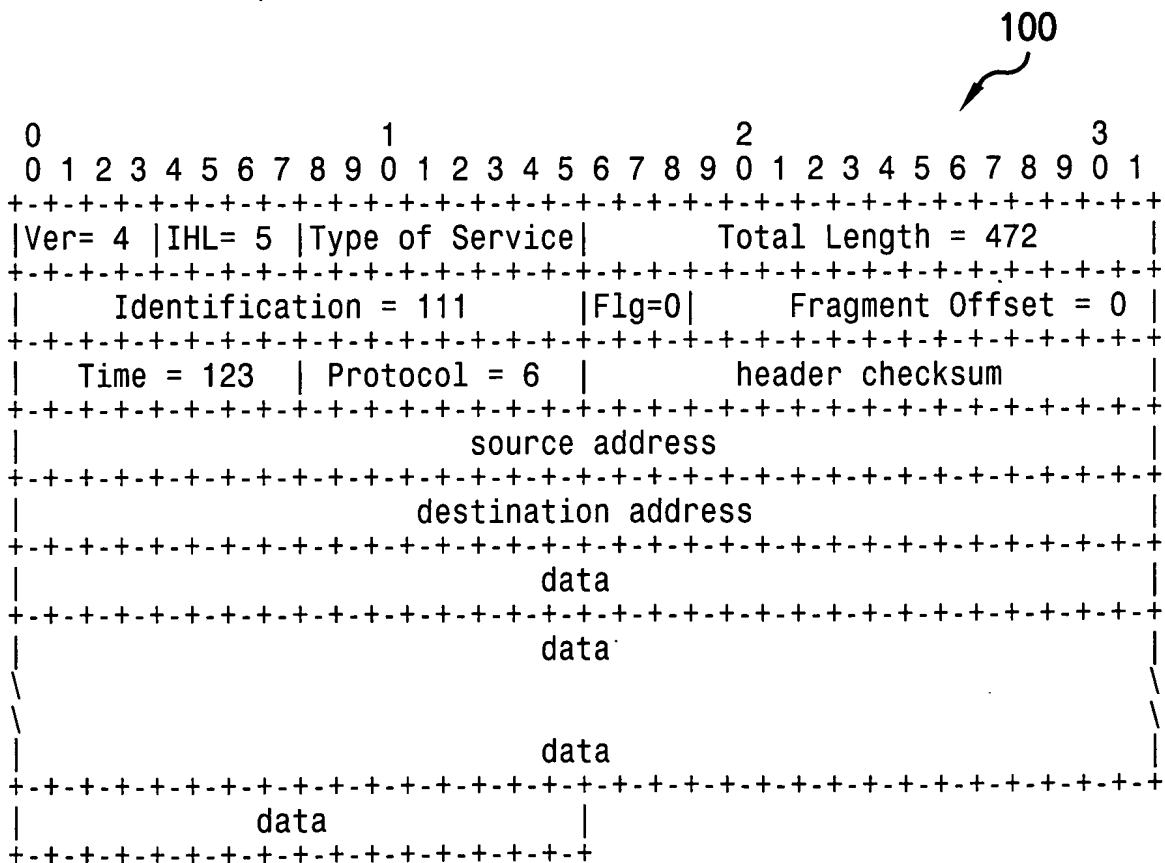 100
0 1 2 3
0 1 2 3 4 5 6 7 8 9 0 1 2 3 4 5 6 7 8 9 0 1 2 3 4 5 6 7 8 9 0 1
+-+-+-+-+-+-+-+-+-+-+-+-+-+-+-+-+-+-+-+-+-+-+-+-+-+-+-+-+-+-+-+-+
|Ver= 4 |IHL= 5 |Type of Service| Total Length = 472 |
+-+-+-+-+-+-+-+-+-+-+-+-+-+-+-+-+-+-+-+-+-+-+-+-+-+-+-+-+-+-+-+-+
| Identification = 111 |Flg=0| Fragment Offset = 0 |
+-+-+-+-+-+-+-+-+-+-+-+-+-+-+-+-+-+-+-+-+-+-+-+-+-+-+-+-+-+-+-+-+
| Time = 123 | Protocol = 6 | header checksum |
+-+-+-+-+-+-+-+-+-+-+-+-+-+-+-+-+-+-+-+-+-+-+-+-+-+-+-+-+-+-+-+-+
| source address |
+-+-+-+-+-+-+-+-+-+-+-+-+-+-+-+-+-+-+-+-+-+-+-+-+-+-+-+-+-+-+-+-+
| destination address |
+-+-+-+-+-+-+-+-+-+-+-+-+-+-+-+-+-+-+-+-+-+-+-+-+-+-+-+-+-+-+-+-+
| data |
+-+-+-+-+-+-+-+-+-+-+-+-+-+-+-+-+-+-+-+-+-+-+-+-+-+-+-+-+-+-+-+-+
| data |
\ \
\ \
| data |
+-+-+-+-+-+-+-+-+-+-+-+-+-+-+-+-+-+-+-+-+-+-+-+-+-+-+-+-+-+-+-+-+
| data |
+-+-+-+-+-+-+-+-+-+-+-+-+-+-+-+-+